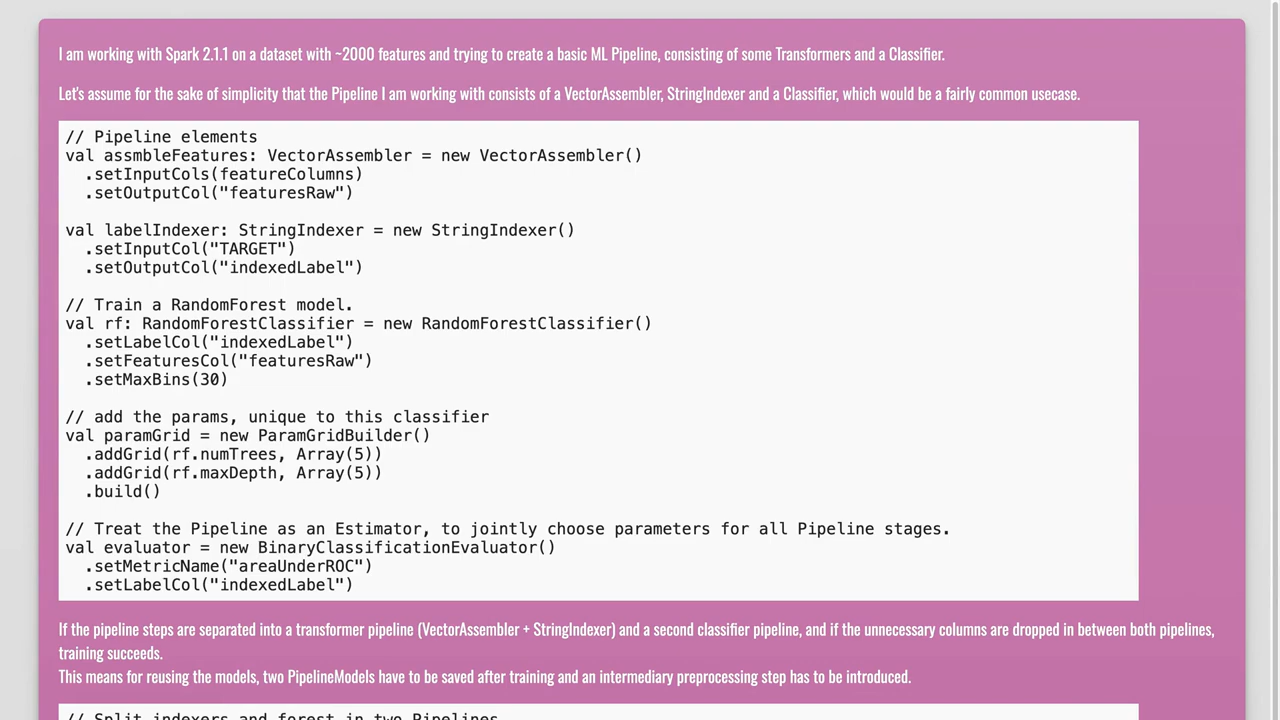 I am working with Spark 2.1.1 on a dataset with ~2000 features and trying to create a basic ML Pipeline, consisting of some Transformers and a Classifier.
Let's assume for the sake of simplicity that the Pipeline I am working with consists of a VectorAssembler, StringIndexer and a Classifier, which would be a fairly common usecase.
// Pipeline elements
val assmbleFeatures: VectorAssembler = new VectorAssembler()
  .setInputCols(featureColumns)
  .setOutputCol("featuresRaw")
val labelIndexer: StringIndexer = new StringIndexer()
  .setInputCol("TARGET")
  .setOutputCol("indexedLabel")
// Train a RandomForest model.
val rf: RandomForestClassifier = new RandomForestClassifier()
  .setLabelCol("indexedLabel")
  .setFeaturesCol("featuresRaw")
  .setMaxBins(30)
// add the params, unique to this classifier
val paramGrid = new ParamGridBuilder()
  .addGrid(rf.numTrees, Array(5))
  .addGrid(rf.maxDepth, Array(5))
  .build()
// Treat the Pipeline as an Estimator, to jointly choose parameters for all Pipeline stages.
val evaluator = new BinaryClassificationEvaluator()
  .setMetricName("areaUnderROC")
  .setLabelCol("indexedLabel")
If the pipeline steps are separated into a transformer pipeline (VectorAssembler + StringIndexer) and a second classifier pipeline, and if the unnecessary columns are dropped in between both pipelines,
training succeeds.
This means for reusing the models, two PipelineModels have to be saved after training and an intermediary preprocessing step has to be introduced.
// Split indexers and forest in two Pipelines.